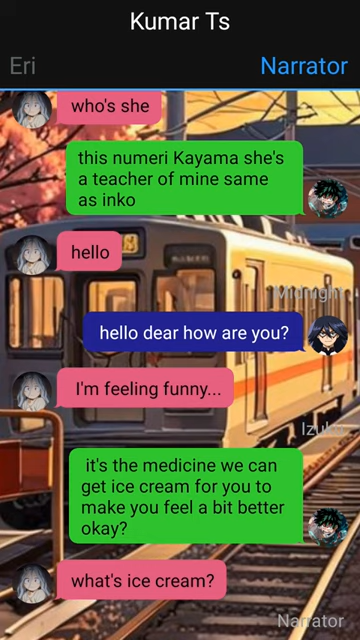 Kumar Ts
Eri
Narrator
who's she
this numeri Kayama she's
a teacher of mine same
as inko
hello
Midnight
hello dear how are you?
I'm feeling funny...
Izuku
it's the medicine we can
get ice cream for you to
make you feel a bit better
okay?
what's ice cream?
Narrator